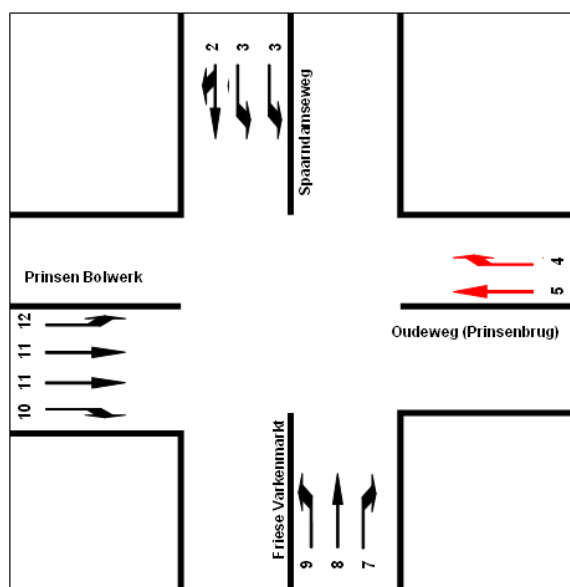 2 3 3
Spaarndamseweg
4
5
Prinsen Bolwerk
Oudeweg (Prinsenbrug)
12
11
11
10
Friese Varkenmarkt
9 8 7